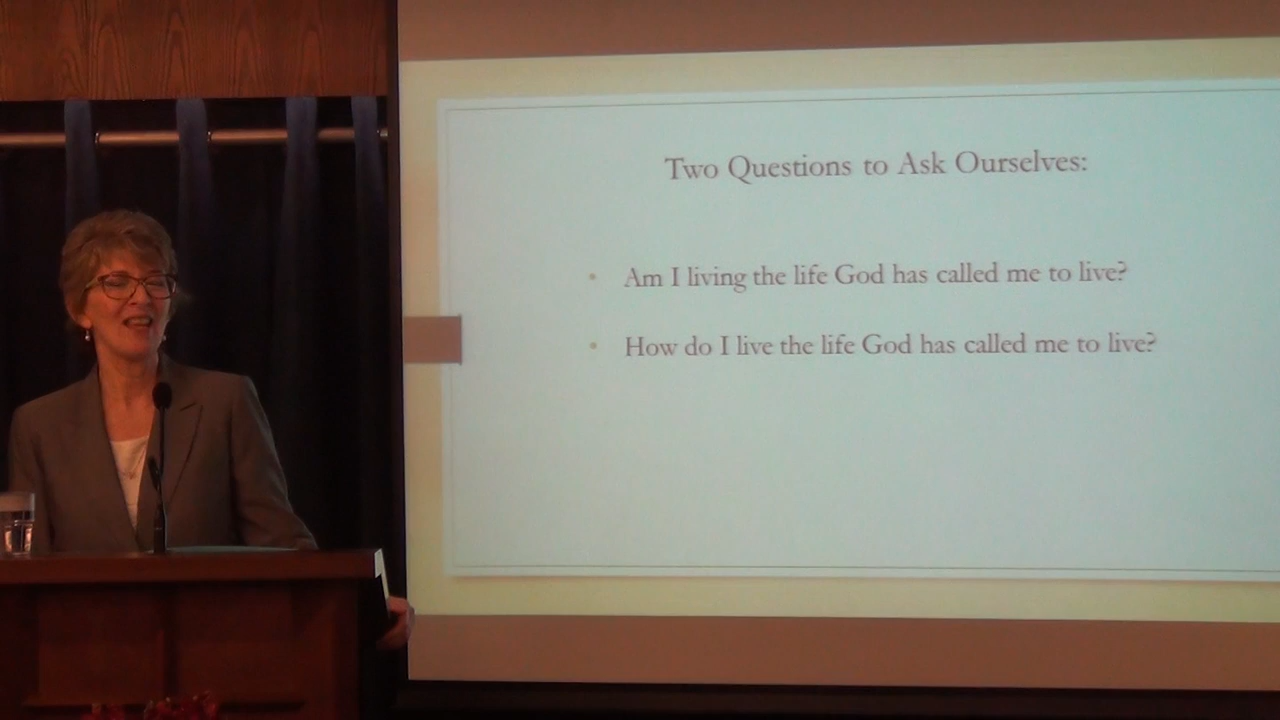 Two Questions to Ask Ourselves:
• Am I living the life God has called me to live?
• How do I live the life God has called me to live?